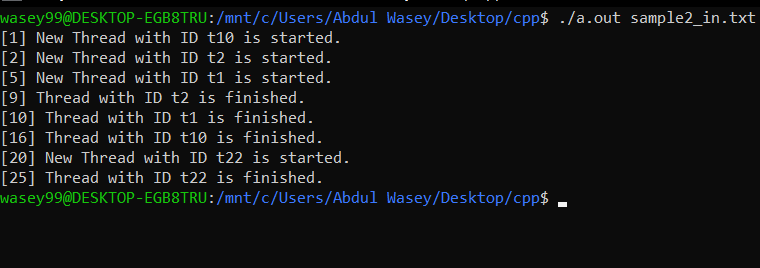 wasey99@DESKTOP-EGB8TRU:/mnt/c/Users/Abdul Wasey/Desktop/cpp$ ./a.out sample2_in.txt
[1] New Thread with ID t10 is started.
[2] New Thread with ID t2 is started.
[5] New Thread with ID t1 is started.
[9] Thread with ID t2 is finished.
[10] Thread with ID t1 is finished.
[16] Thread with ID t10 is finished.
[20] New Thread with ID t22 is started.
[25] Thread with ID t22 is finished.
wasey99@DESKTOP-EGB8TRU:/mnt/c/Users/Abdul Wasey/Desktop/cpp$